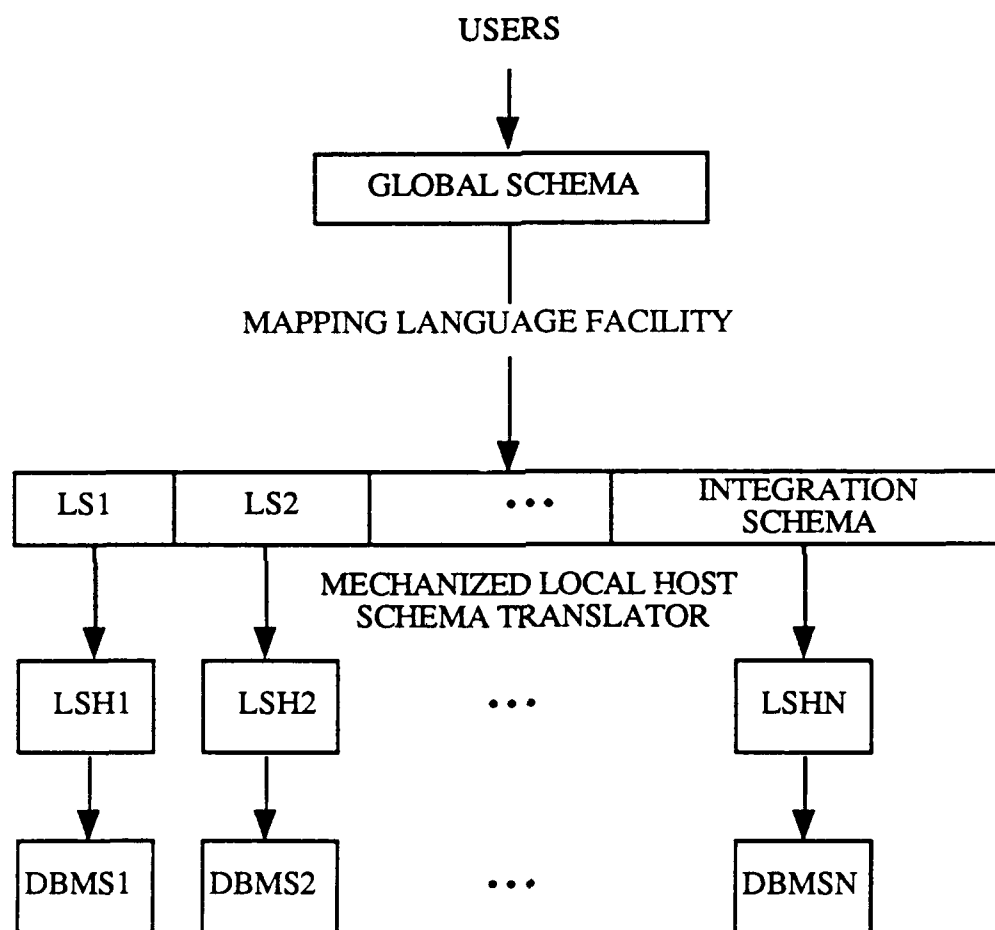 USERS
GLOBAL SCHEMA
MAPPING LANGUAGE FACILITY
LS1 LS2 ••• INTEGRATION
SCHEMA
MECHANIZED LOCAL HOST
SCHEMA TRANSLATOR
LSH1 LSH2 ••• LSHN
DBMS1 DBMS2 ••• DBMSN